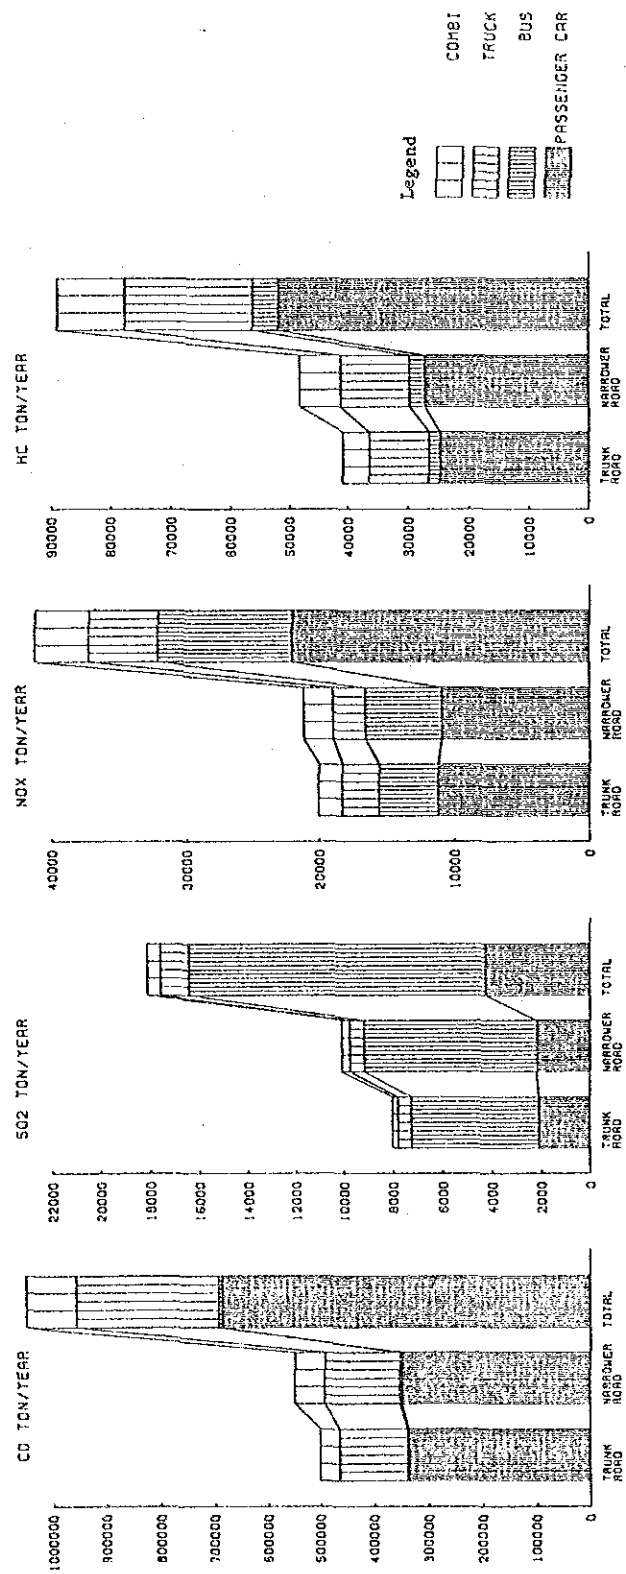 CO TON/YEAR
1000000
900000
800000
700000
600000
500000
400000
300000
200000
100000
0
TRUNK
ROAD
NARROWER
ROAD
TOTAL
SO2 TON/YEAR
22000
20000
18000
16000
14000
12000
10000
8000
6000
4000
2000
0
TRUNK
ROAD
NARROWER
ROAD
TOTAL
NOX TON/YEAR
40000
30000
20000
10000
0
TRUNK
ROAD
NARROWER
ROAD
TOTAL
HC TON/YEAR
90000
80000
70000
60000
50000
40000
30000
20000
10000
0
TRUNK
ROAD
NARROWER
ROAD
TOTAL
Legend
COMBI
TRUCK
BUS
PASSENGER CAR